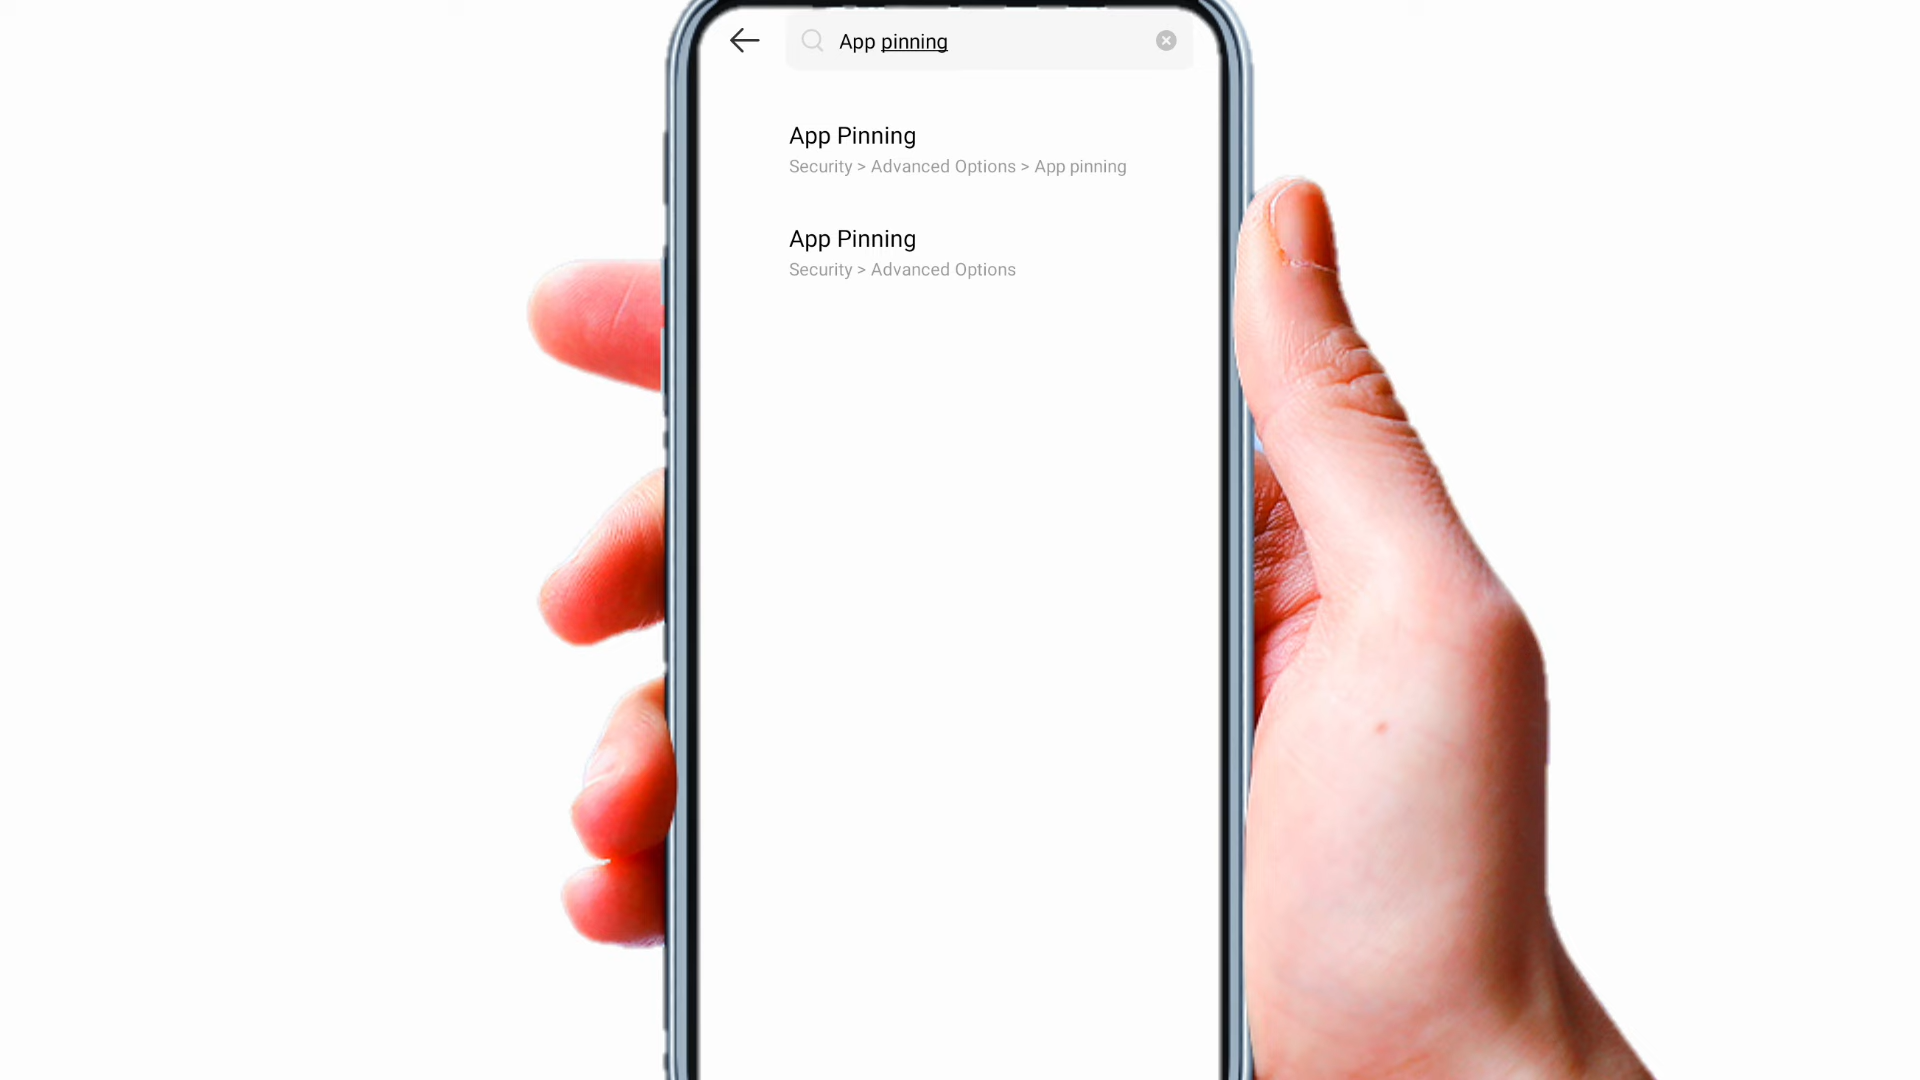 App pinning
App Pinning
Security > Advanced Options > App pinning
App Pinning
Security > Advanced Options